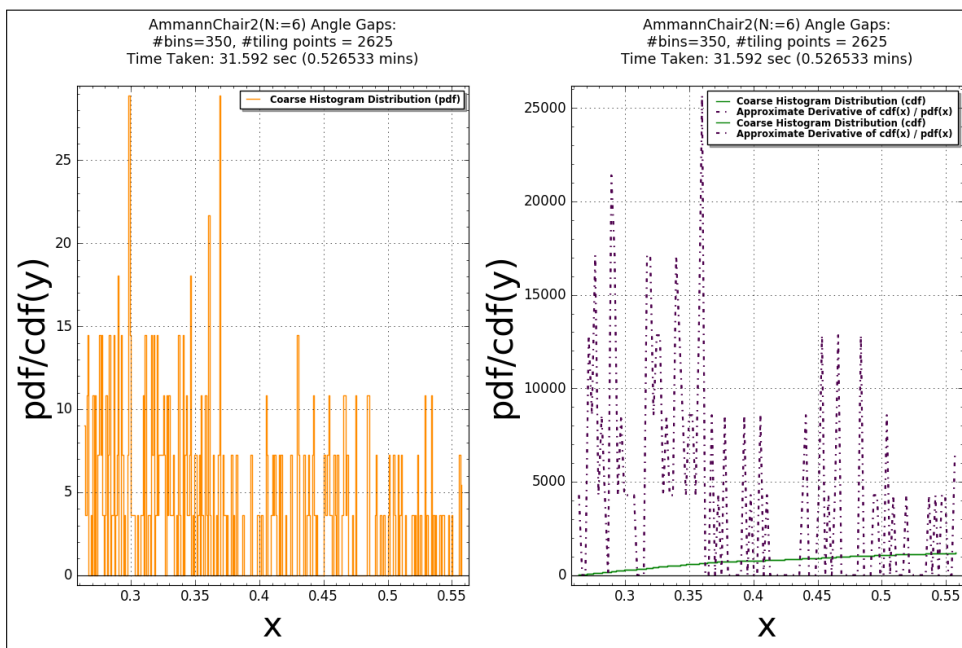 AmmannChair2(N:=6) Angle Gaps:
#bins=350, #tiling points = 2625
Time Taken: 31.592 sec (0.526533 mins)
Coarse Histogram Distribution (pdf)
pdf/cdf(y)
25
20
15
10
5
0
0.3
0.35
0.4
0.45
0.5
0.55
x
AmmannChair2(N:=6) Angle Gaps:
#bins=350, #tiling points = 2625
Time Taken: 31.592 sec (0.526533 mins)
Coarse Histogram Distribution (cdf)
Approximate Derivative of cdf(x) / pdf(x)
Coarse Histogram Distribution (cdf)
Approximate Derivative of cdf(x) / pdf(x)
pdf/cdf(y)
25000
20000
15000
10000
5000
0
0.3
0.35
0.4
0.45
0.5
0.55
x